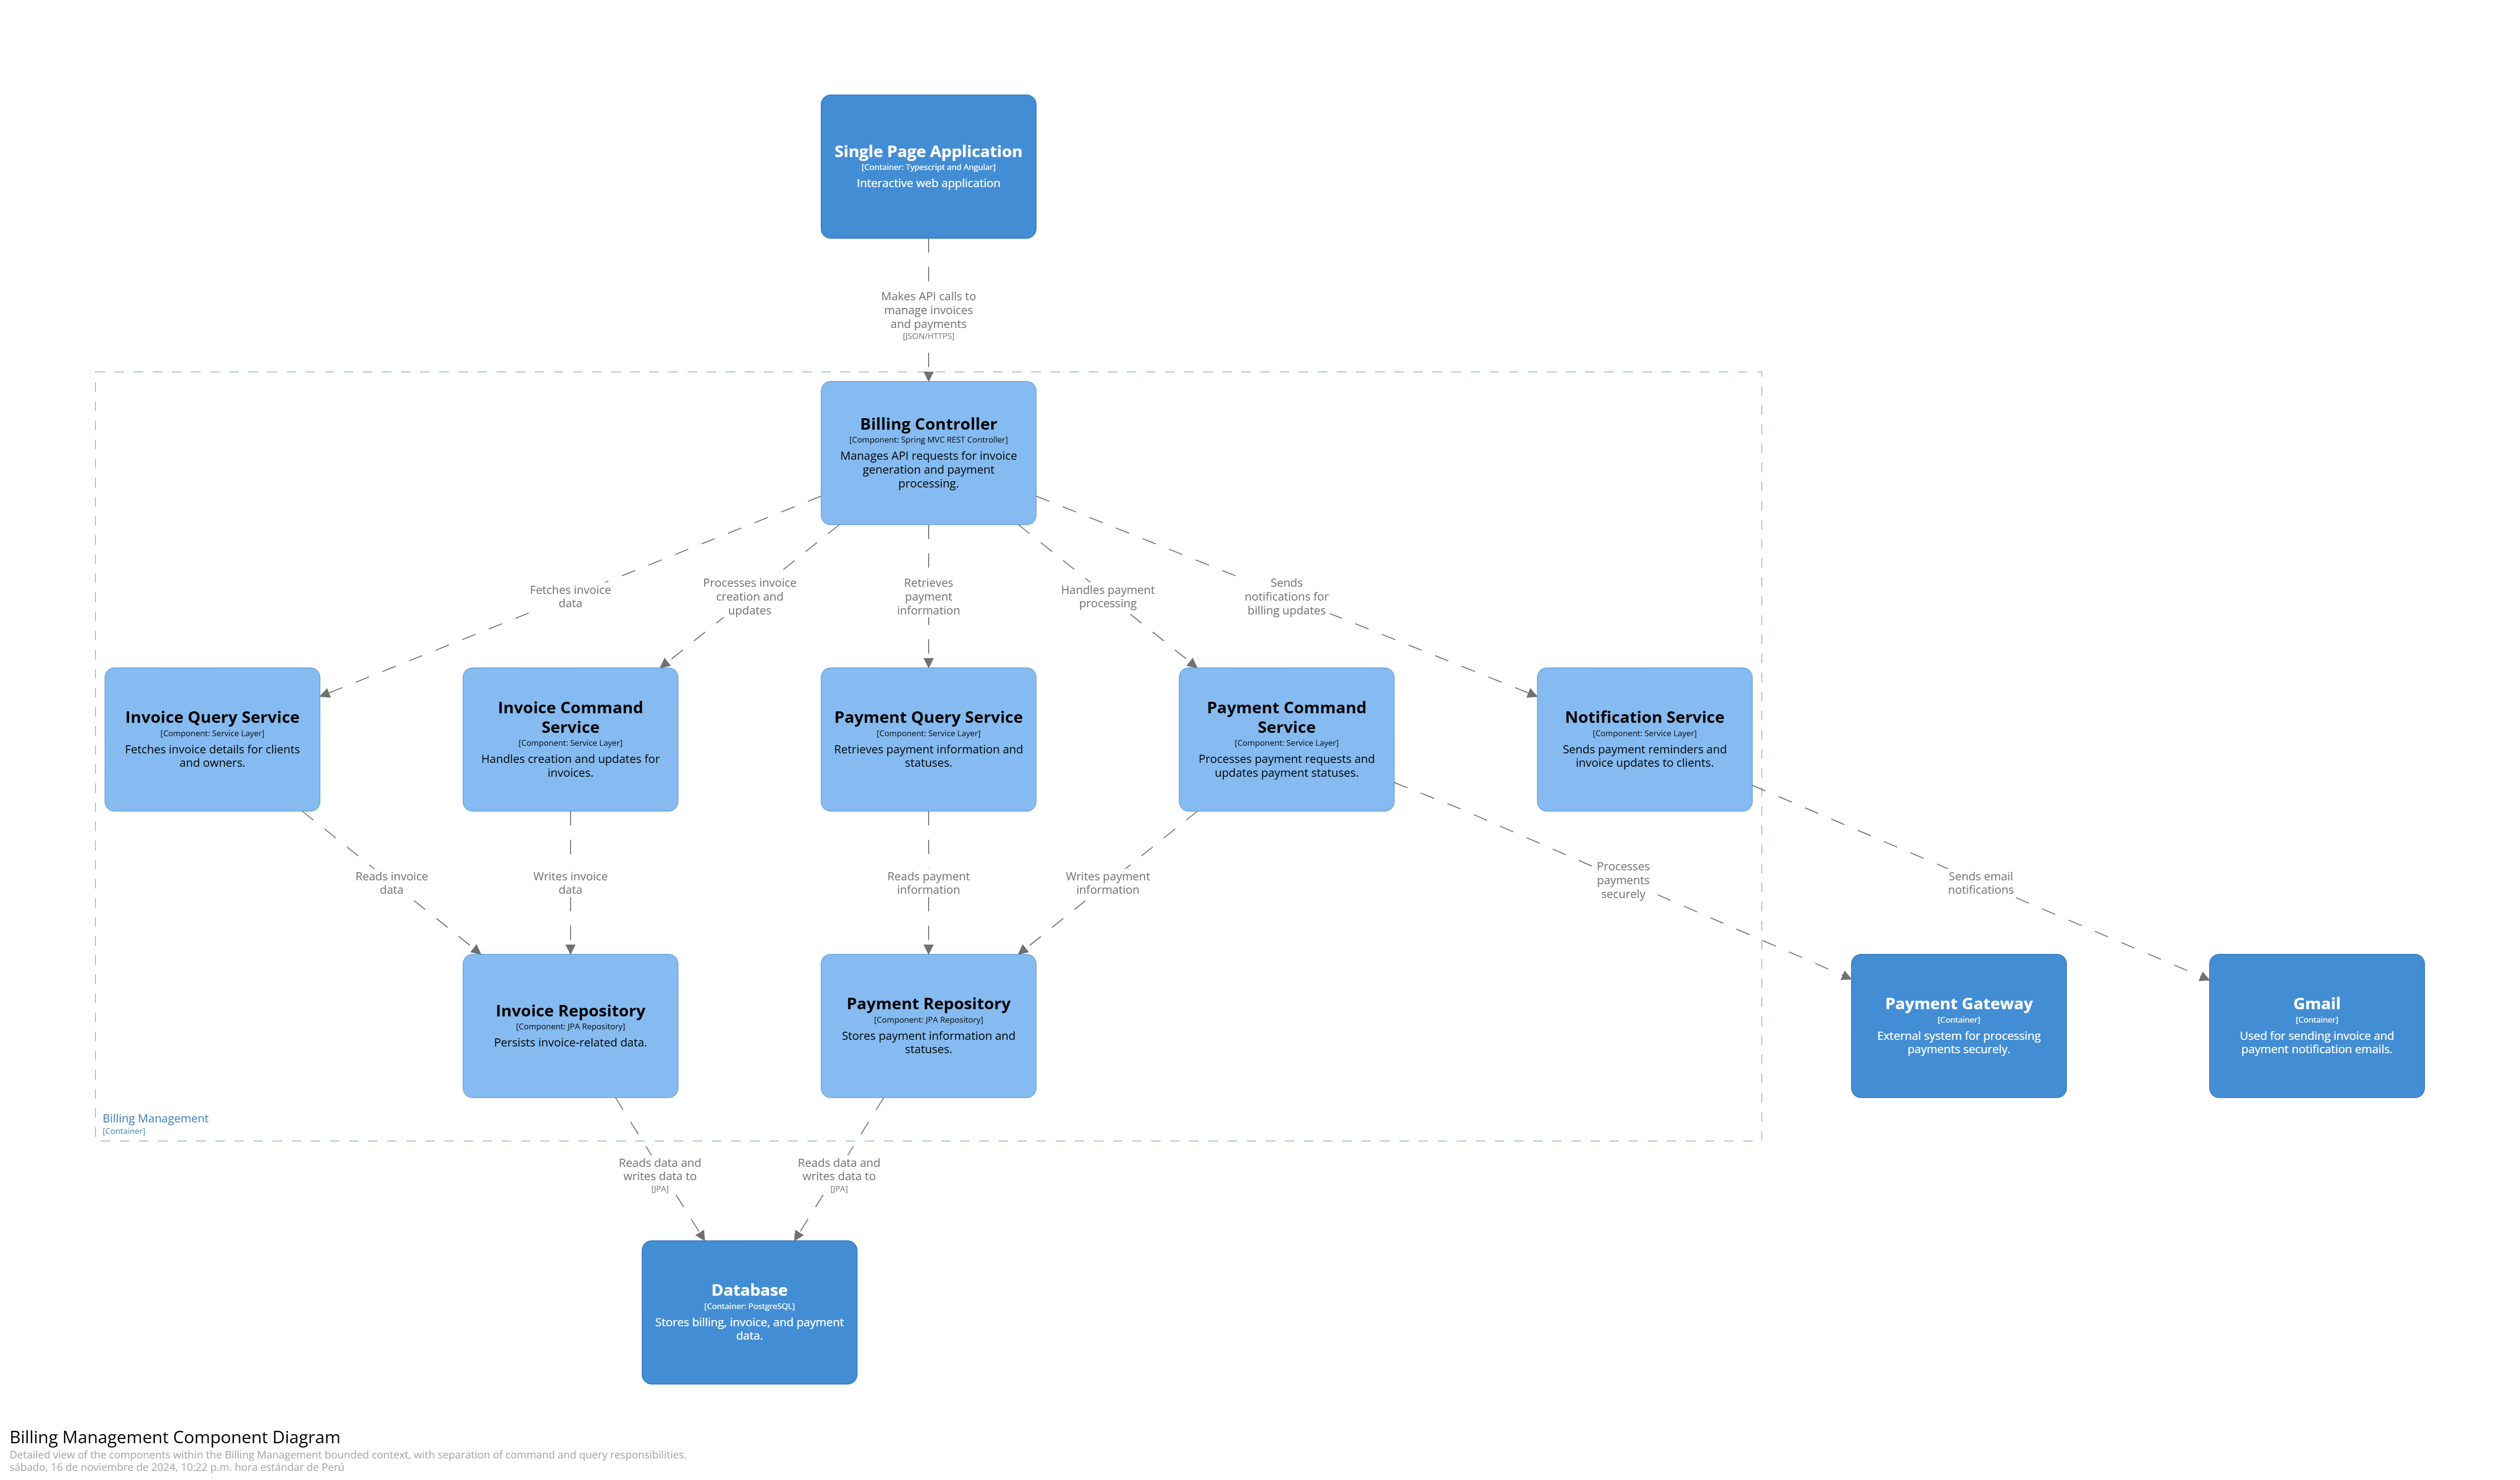 Single Page Application
[Container: Typescript and Angular]
Interactive web application
Makes API calls to
manage invoices
and payments
[JSON/HTTPS]
Billing Controller
[Component: Spring MVC REST Controller]
Manages API requests for invoice
generation and payment
processing.
Fetches invoice
data
Processes invoice
creation and
updates
Retrieves
payment
information
Handles payment
processing
Sends
notifications for
billing updates
Invoice Query Service
[Component: Service Layer]
Fetches invoice details for clients
and owners.
Invoice Command
Service
[Component: Service Layer]
Handles creation and updates for
invoices.
Payment Query Service
[Component: Service Layer]
Retrieves payment information and
statuses.
Payment Command
Service
[Component: Service Layer]
Processes payment requests and
updates payment statuses.
Notification Service
[Component: Service Layer]
Sends payment reminders and
invoice updates to clients.
Reads invoice
data
Writes invoice
data
Reads payment
information
Writes payment
information
Processes
payments
securely
Sends email
notifications
Invoice Repository
[Component: JPA Repository]
Persists invoice-related data.
Payment Repository
[Component: JPA Repository]
Stores payment information and
statuses.
Payment Gateway
[Container]
External system for processing
payments securely.
Gmail
[Container]
Used for sending invoice and
payment notification emails.
Billing Management
[Container]
Reads data and
writes data to
[JPA]
Reads data and
writes data to
[JPA]
Database
[Container: PostgreSQL]
Stores billing, invoice, and payment
data.
Billing Management Component Diagram
Detailed view of the components within the Billing Management bounded context, with separation of command and query responsibilities.
sábado, 16 de noviembre de 2024, 10:22 p.m. hora estándar de Perú